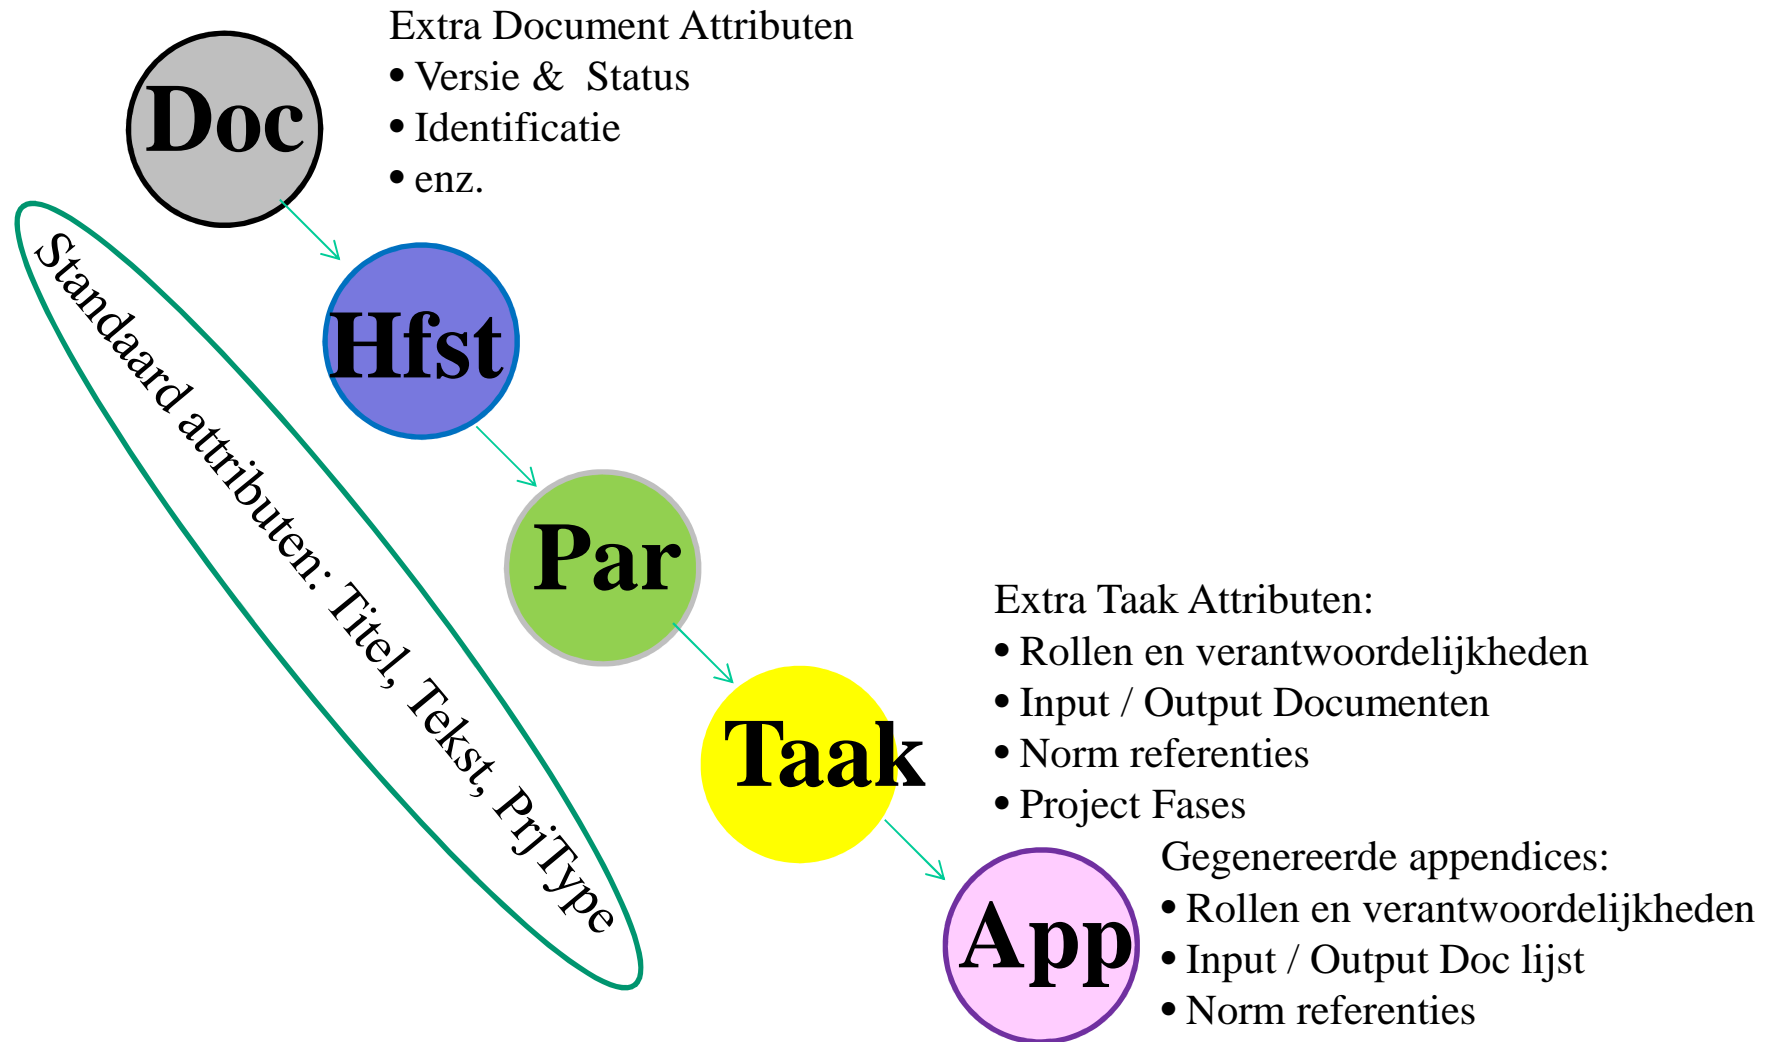 Extra Document Attributen
• Versie & Status
• Identificatie
• enz.
Doc
Standaard attributen: Titel, Tekst, PrjType
Hfst
Par
Taak
Extra Taak Attributen:
• Rollen en verantwoordelijkheden
• Input / Output Documenten
• Norm referenties
• Project Fases
App
Gegenereerde appendices:
• Rollen en verantwoordelijkheden
• Input / Output Doc lijst
• Norm referenties